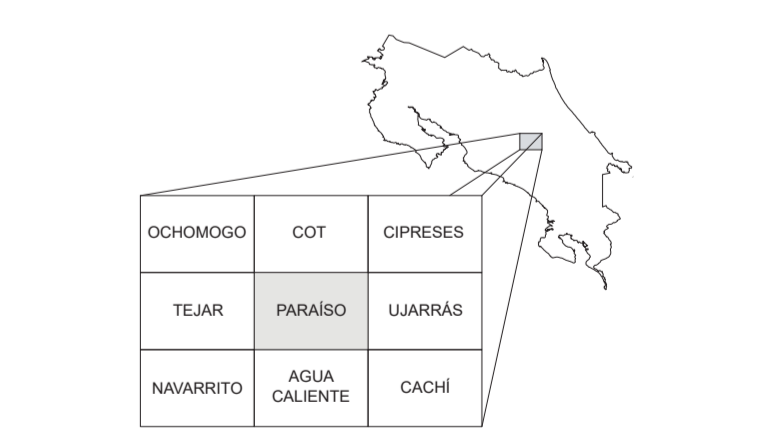 OCHOMOGO
COT
CIPRESES
TEJAR
PARAÍSO
UJARRÁS
NAVARRITO
AGUA
CALIENTE
CACHÍ